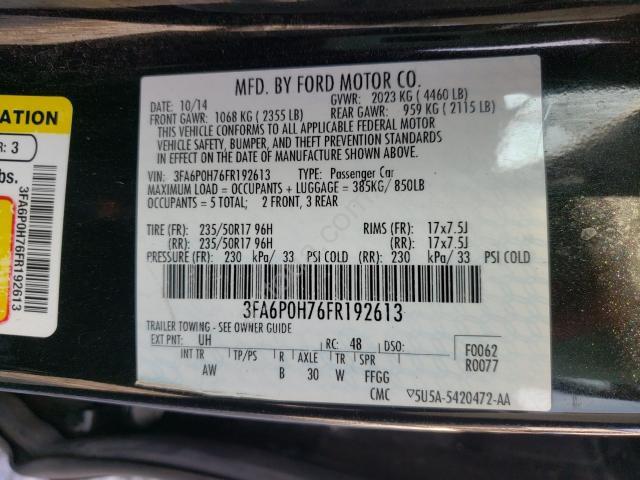 MFD. BY FORD MOTOR CO.
DATE: 10/14 GVWR: 2023 KG ( 4460 LB)
FRONT GAWR: 1068 KG ( 2355 LB) REAR GAWR: 959 KG ( 2115 LB)
THIS VEHICLE CONFORMS TO ALL APPLICABLE FEDERAL MOTOR
VEHICLE SAFETY, BUMPER, AND THEFT PREVENTION STANDARDS
IN EFFECT ON THE DATE OF MANUFACTURE SHOWN ABOVE.
VIN: 3FA6P0H76FR192613 TYPE: Passenger Car
MAXIMUM LOAD = OCCUPANTS + LUGGAGE = 385KG/ 850LB
OCCUPANTS = 5 TOTAL; 2 FRONT, 3 REAR
TIRE (FR): 235/50R17 96H RIMS (FR): 17x7.5J
(RR): 235/50R17 96H (RR): 17x7.5J
PRESSURE (FR): 230 kPa/ 33 PSI COLD (RR): 230 kPa/ 33 PSI COLD
3FA6P0H76FR192613
TRAILER TOWING - SEE OWNER GUIDE
EXT PNT: UH RC: 48 DSO: F0062
INT TR TP/PS R AXLE TR SPR R0077
AW B 30 W FFGG
CMC 5U5A-5420472-AA
ATION
R: 3
bs.
3FA6P0H76FR192613